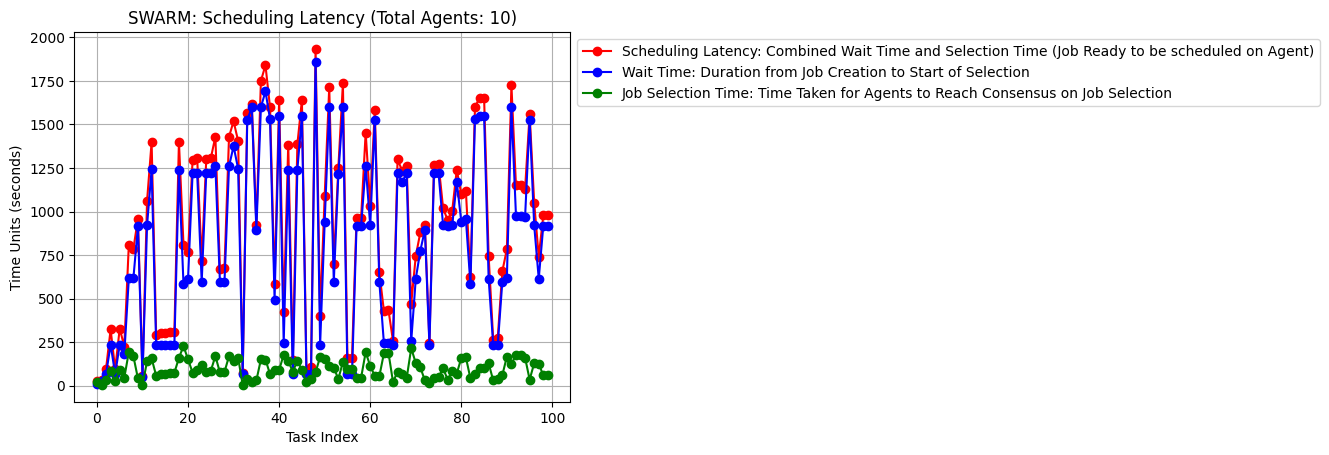 SWARM: Scheduling Latency (Total Agents: 10)
Scheduling Latency: Combined Wait Time and Selection Time (Job Ready to be scheduled on Agent)
Wait Time: Duration from Job Creation to Start of Selection
Job Selection Time: Time Taken for Agents to Reach Consensus on Job Selection
Time Units (seconds)
2000
1750
1500
1250
1000
750
500
250
0
0 20 40 60 80 100
Task Index